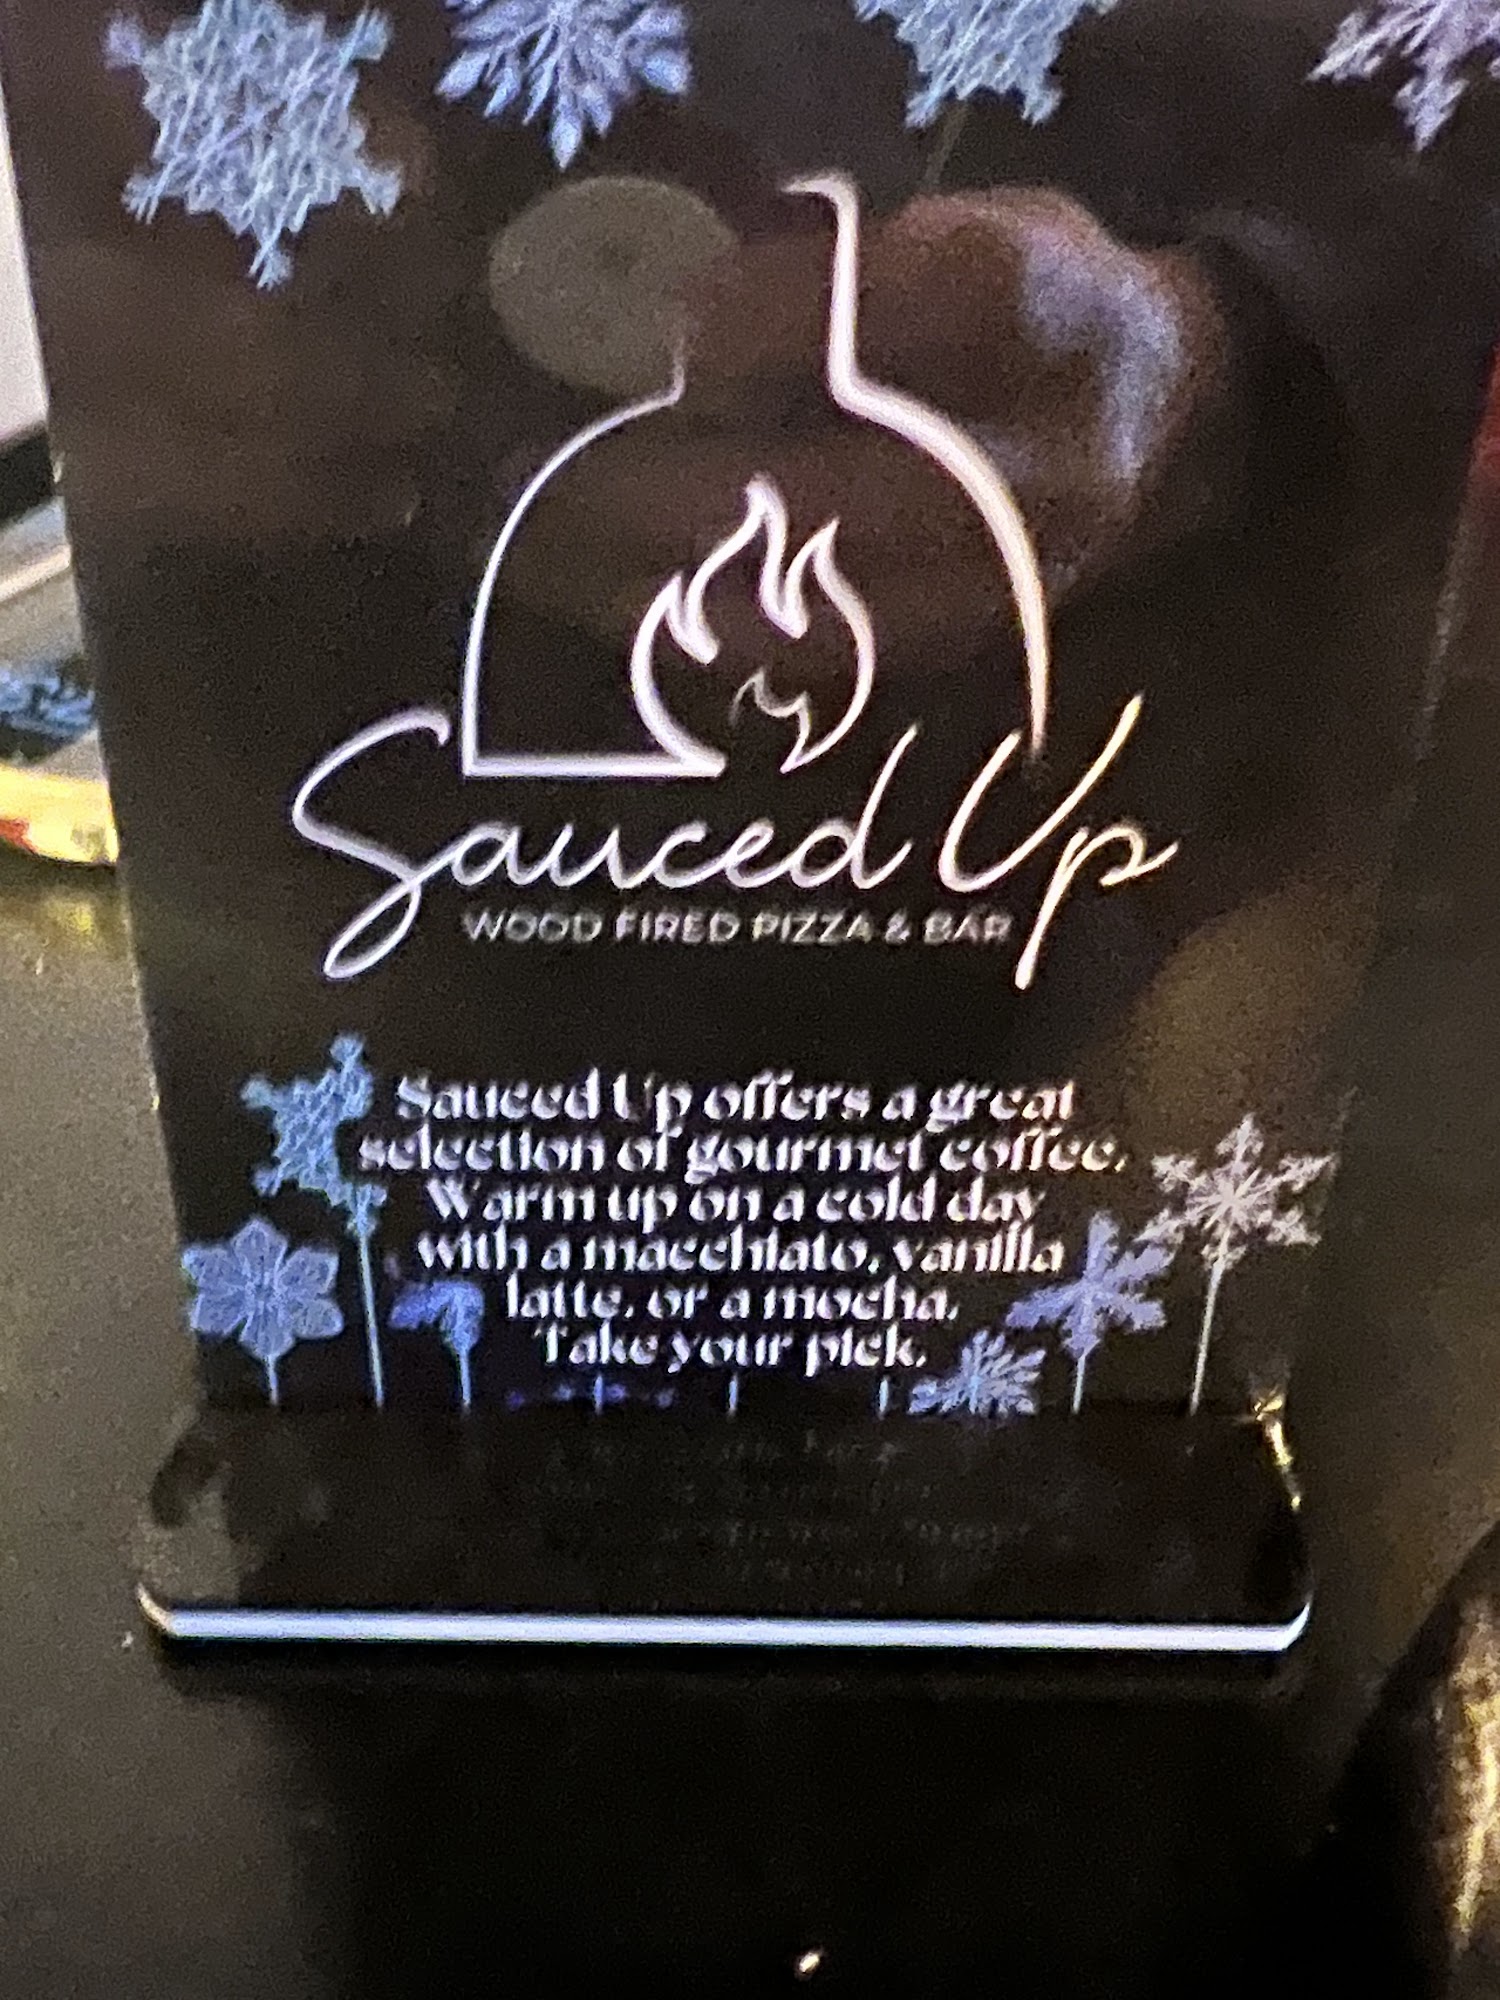 Sauced Up
WOOD FIRED PIZZA & BAR
Sauced Up offers a great
selection of gourmet coffee.
Warm up on a cold day
with a macchiato, vanilla
latte, or a mocha.
Take your pick.